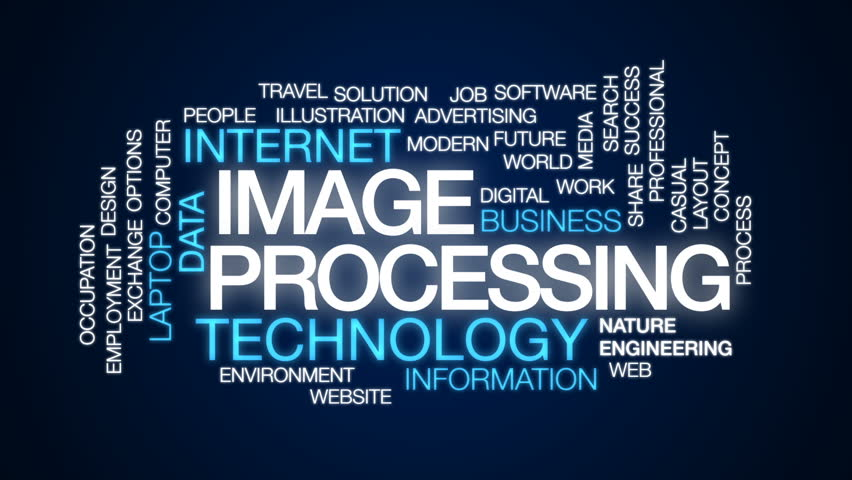 TRAVEL SOLUTION JOB SOFTWARE
PEOPLE ILLUSTRATION ADVERTISING
INTERNET MODERN FUTURE
WORLD
IMAGE
DIGITAL WORK
BUSINESS
PROCESSING
TECHNOLOGY
NATURE
ENGINEERING
ENVIRONMENT INFORMATION WEB
WEBSITE
OCCUPATION
EMPLOYMENT DESIGN
EXCHANGE OPTIONS
LAPTOP COMPUTER
DATA
MEDIA
SEARCH
SHARE SUCCESS
PROFESSIONAL
CASUAL
LAYOUT
CONCEPT
PROCESS